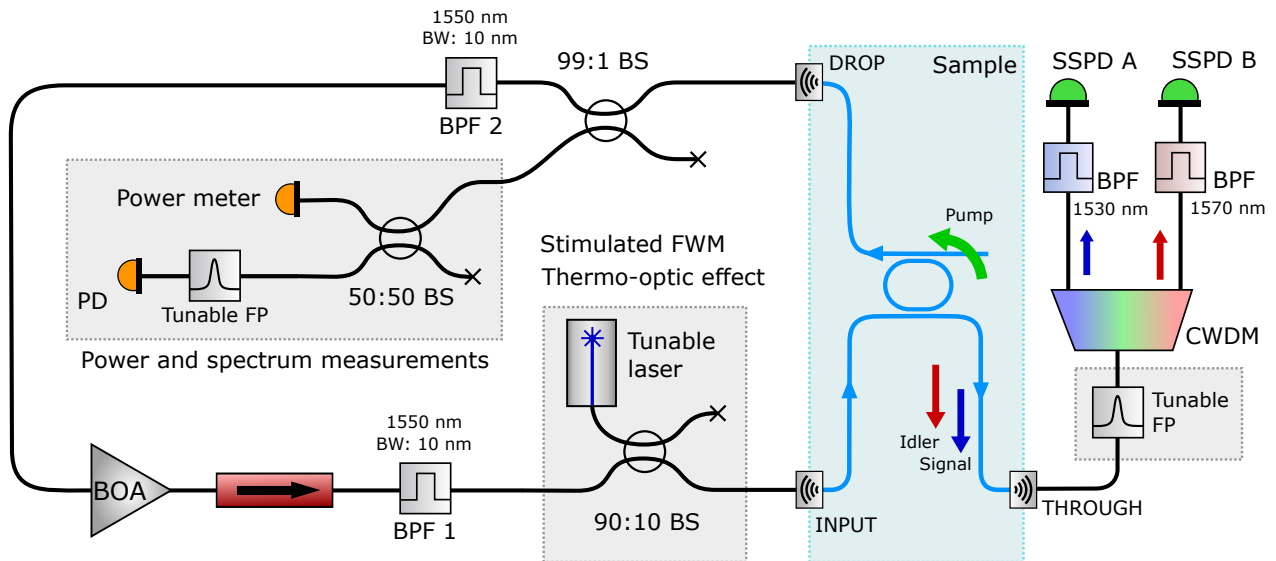 1550 nm
BW: 10 nm
BPF 2
99:1 BS
DROP
Sample
SSPD A
SSPD B
BPF
1530 nm
BPF
1570 nm
Power meter
PD
Tunable FP
50:50 BS
Power and spectrum measurements
Stimulated FWM
Thermo-optic effect
Tunable
laser
Pump
CWDM
Tunable
FP
Idler
Signal
1550 nm
BW: 10 nm
BOA
BPF 1
90:10 BS
INPUT
THROUGH